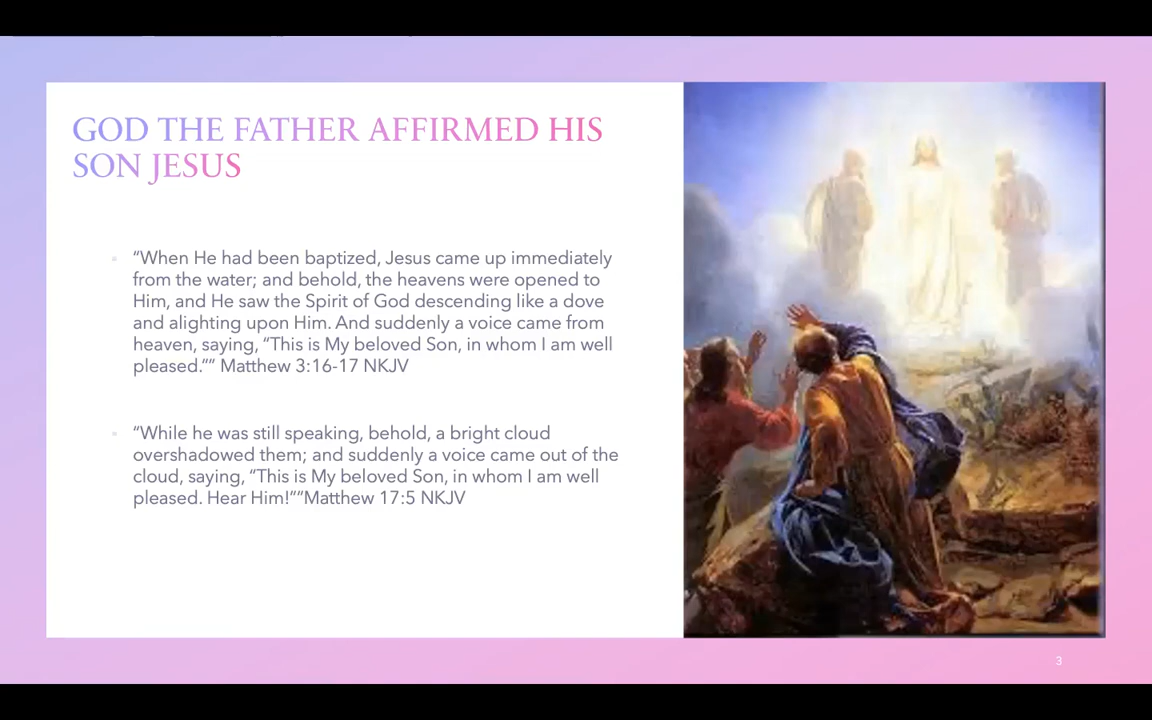 GOD THE FATHER AFFIRMED HIS
SON JESUS
“When He had been baptized, Jesus came up immediately
from the water; and behold, the heavens were opened to
Him, and He saw the Spirit of God descending like a dove
and alighting upon Him. And suddenly a voice came from
heaven, saying, “This is My beloved Son, in whom I am well
pleased.”” Matthew 3:16-17 NKJV
“While he was still speaking, behold, a bright cloud
overshadowed them; and suddenly a voice came out of the
cloud, saying, “This is My beloved Son, in whom I am well
pleased. Hear Him!””Matthew 17:5 NKJV
3